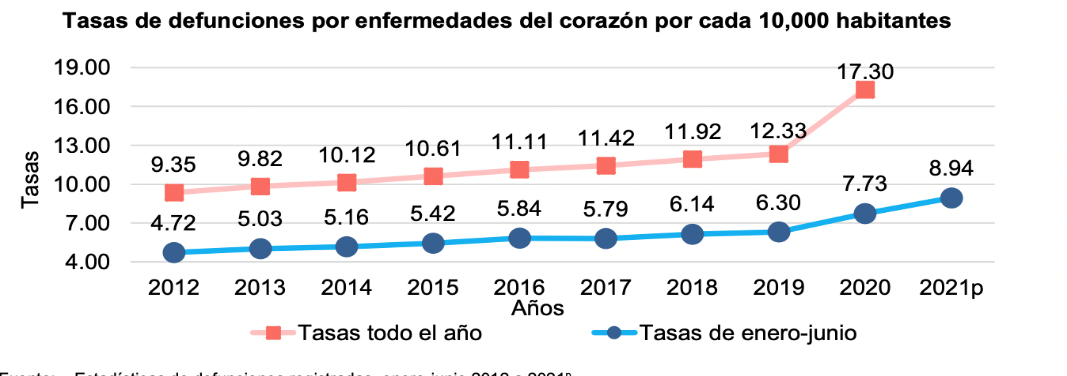 Tasas de defunciones por enfermedades del corazón por cada 10,000 habitantes
19.00
16.00
13.00
10.00
7.00
4.00
Tasas
9.35 9.82 10.12 10.61 11.11 11.42 11.92 12.33 17.30
4.72 5.03 5.16 5.42 5.84 5.79 6.14 6.30 7.73 8.94
2012 2013 2014 2015 2016 2017 2018 2019 2020 2021p
Años
Tasas todo el año Tasas de enero-junio